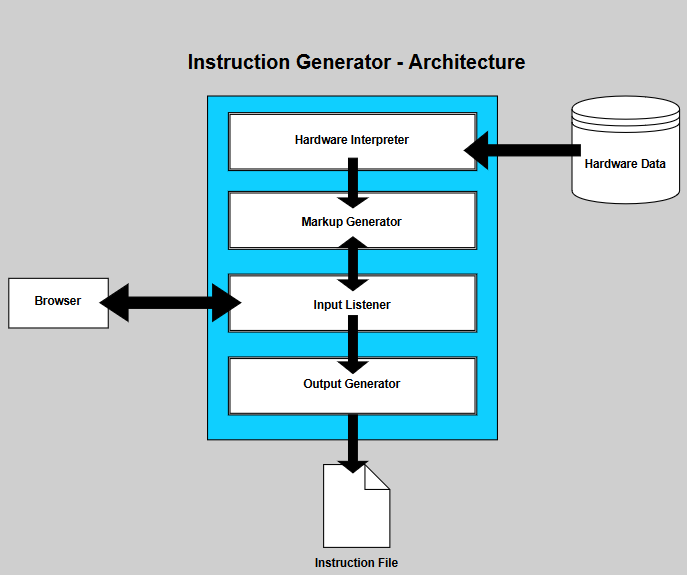 Instruction Generator - Architecture
Hardware Interpreter
Hardware Data
Markup Generator
Browser
Input Listener
Output Generator
Instruction File